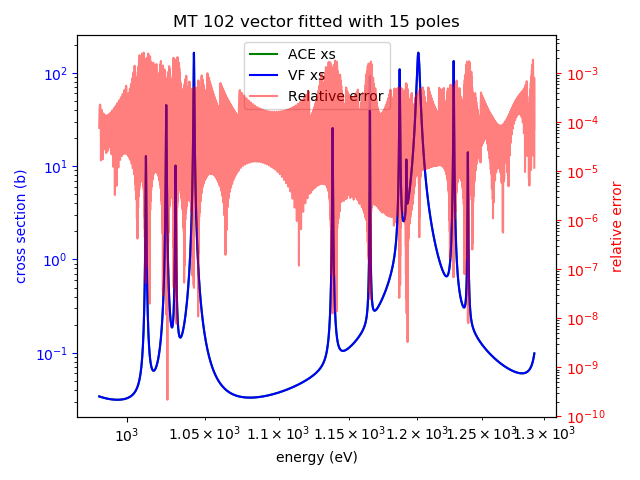 MT 102 vector fitted with 15 poles
ACE xs
VF xs
Relative error
cross section (b)
10²
10¹
10⁰
10⁻¹
10⁻³
10⁻⁴
10⁻⁵
10⁻⁶
10⁻⁷
10⁻⁸
10⁻⁹
10⁻¹⁰
relative error
10³ 1.05 × 10³ 1.1 × 10³ 1.15 × 10³ 1.2 × 10³ 1.25 × 10³ 1.3 × 10³
energy (eV)